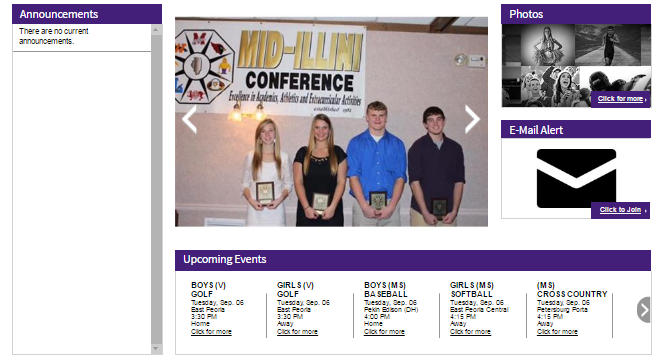 Announcements
There are no current
announcements.
MID-ILLINI
CONFERENCE
Excellence in Academics, Athletics and Extracurricular Activities
established 1981
Photos
Click for more ›
E-Mail Alert
Click to Join ›
Upcoming Events
BOYS (V)
GOLF
Tuesday, Sep. 06
East Peoria
3:30 PM
Home
Click for more
GIRLS (V)
GOLF
Tuesday, Sep. 06
East Peoria
3:30 PM
Away
Click for more
BOYS (MS)
BASEBALL
Tuesday, Sep. 06
Pekin Edison (DH)
4:00 PM
Home
Click for more
GIRLS (MS)
SOFTBALL
Tuesday, Sep. 06
East Peoria Central
4:15 PM
Away
Click for more
(MS)
CROSS COUNTRY
Tuesday, Sep. 06
Petersburg Porta
4:15 PM
Away
Click for more